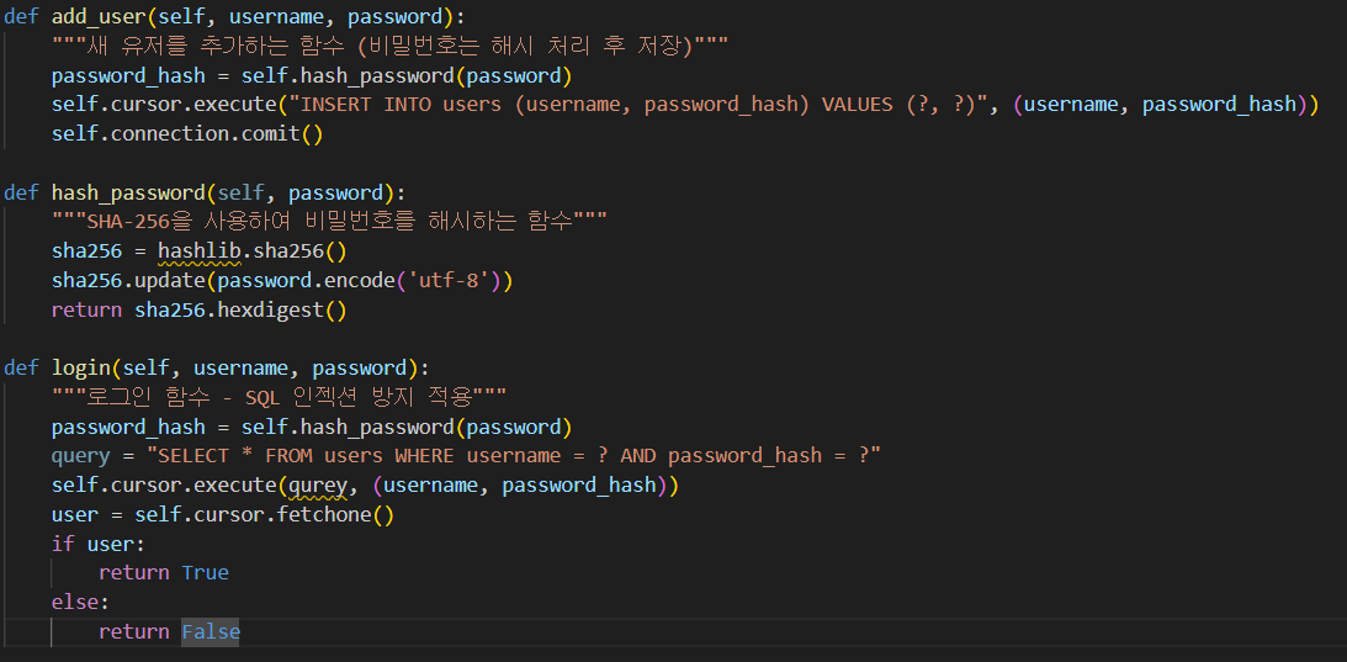 def add_user(self, username, password):
"""새 유저를 추가하는 함수 (비밀번호는 해시 처리 후 저장)"""
password_hash = self.hash_password(password)
self.cursor.execute("INSERT INTO users (username, password_hash) VALUES (?, ?)", (username, password_hash))
self.connection.comit()
def hash_password(self, password):
"""SHA-256을 사용하여 비밀번호를 해시하는 함수"""
sha256 = hashlib.sha256()
sha256.update(password.encode('utf-8'))
return sha256.hexdigest()
def login(self, username, password):
"""로그인 함수 - SQL 인젝션 방지 적용"""
password_hash = self.hash_password(password)
query = "SELECT * FROM users WHERE username = ? AND password_hash = ?"
self.cursor.execute(qurey, (username, password_hash))
user = self.cursor.fetchone()
if user:
return True
else:
return False